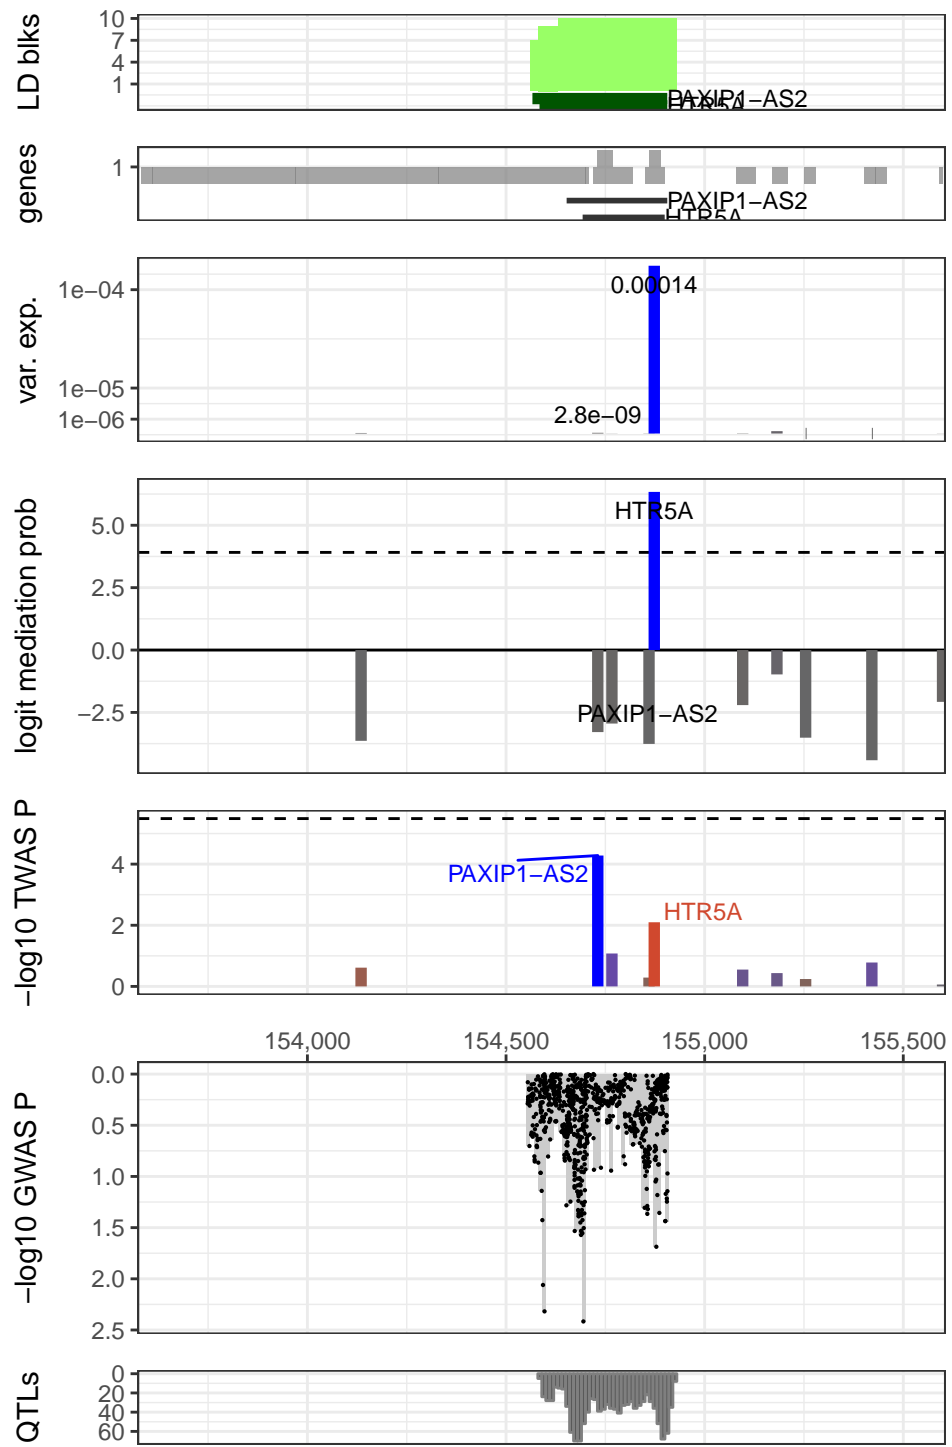 LD blks
10
7
4
1
PAXIP1−AS2
HTR5A
genes
1
PAXIP1−AS2
HTR5A
var. exp.
1e−04
1e−05
1e−06
0.00014
2.8e−09
logit mediation prob
5.0
2.5
0.0
−2.5
HTR5A
PAXIP1−AS2
−log10 TWAS P
4
2
0
PAXIP1−AS2
HTR5A
154,000 154,500 155,000 155,500
−log10 GWAS P
0.0
0.5
1.0
1.5
2.0
2.5
QTLs
0
20
40
60